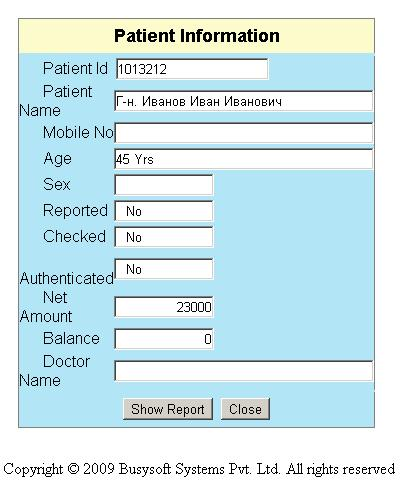 Patient Information
Patient Id 1013212
Patient
Name Г-н. Иванов Иван Иванович
Mobile No
Age 45 Yrs
Sex
Reported No
Checked No
Authenticated No
Net
Amount 23000
Balance 0
Doctor
Name
Show Report Close
Copyright © 2009 Busysoft Systems Pvt. Ltd. All rights reserved